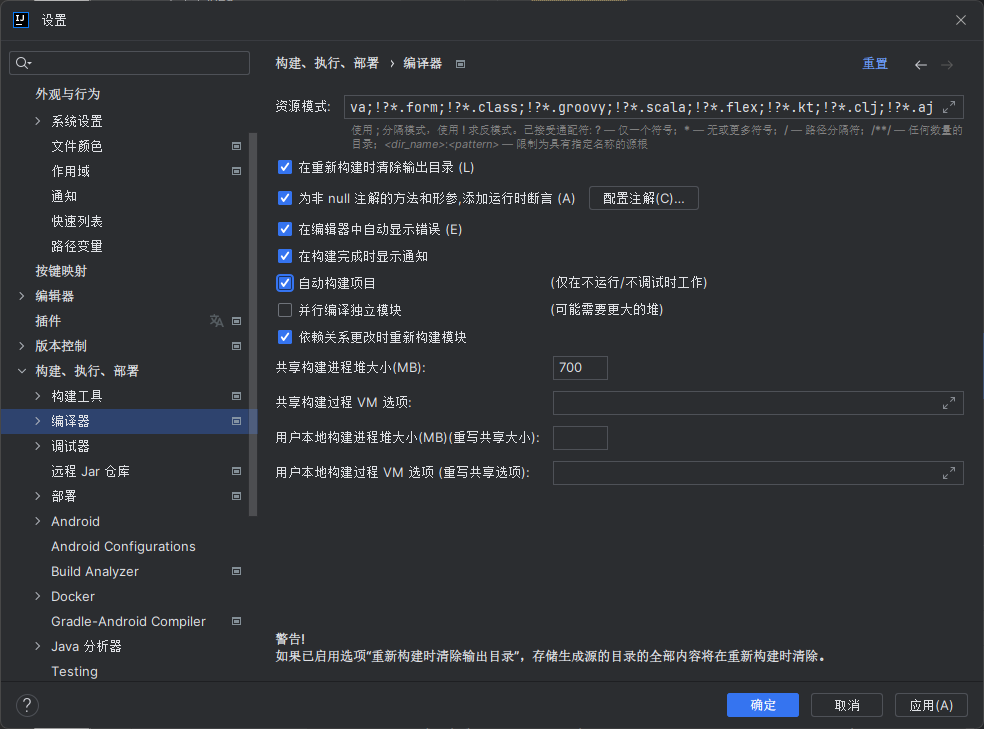 设置
外观与行为
系统设置
文件颜色
作用域
通知
快速列表
路径变量
按键映射
编辑器
插件
版本控制
构建、执行、部署
构建工具
编译器
调试器
远程 Jar 仓库
部署
Android
Android Configurations
Build Analyzer
Docker
Gradle-Android Compiler
Java 分析器
Testing
?
构建、执行、部署 › 编译器
重置
资源模式: va;!?*.form;!?*.class;!?*.groovy;!?*.scala;!?*.flex;!?*.kt;!?*.clj;!?*.aj
使用 ; 分隔模式，使用 ! 求反模式。已接受通配符: ? — 仅一个符号；* — 无或更多符号；/ — 路径分隔符；/**/ — 任何数量的
目录；<dir_name>:<pattern> — 限制为具有指定名称的源根
在重新构建时清除输出目录 (L)
为非 null 注解的方法和形参,添加运行时断言 (A) 配置注解(C)...
在编辑器中自动显示错误 (E)
在构建完成时显示通知
自动构建项目 (仅在不运行/不调试时工作)
并行编译独立模块 (可能需要更大的堆)
依赖关系更改时重新构建模块
共享构建进程堆大小(MB): 700
共享构建过程 VM 选项:
用户本地构建进程堆大小(MB)(重写共享大小):
用户本地构建过程 VM 选项 (重写共享选项):
警告!
如果已启用选项“重新构建时清除输出目录”，存储生成源的目录的全部内容将在重新构建时清除。
确定 取消 应用(A)